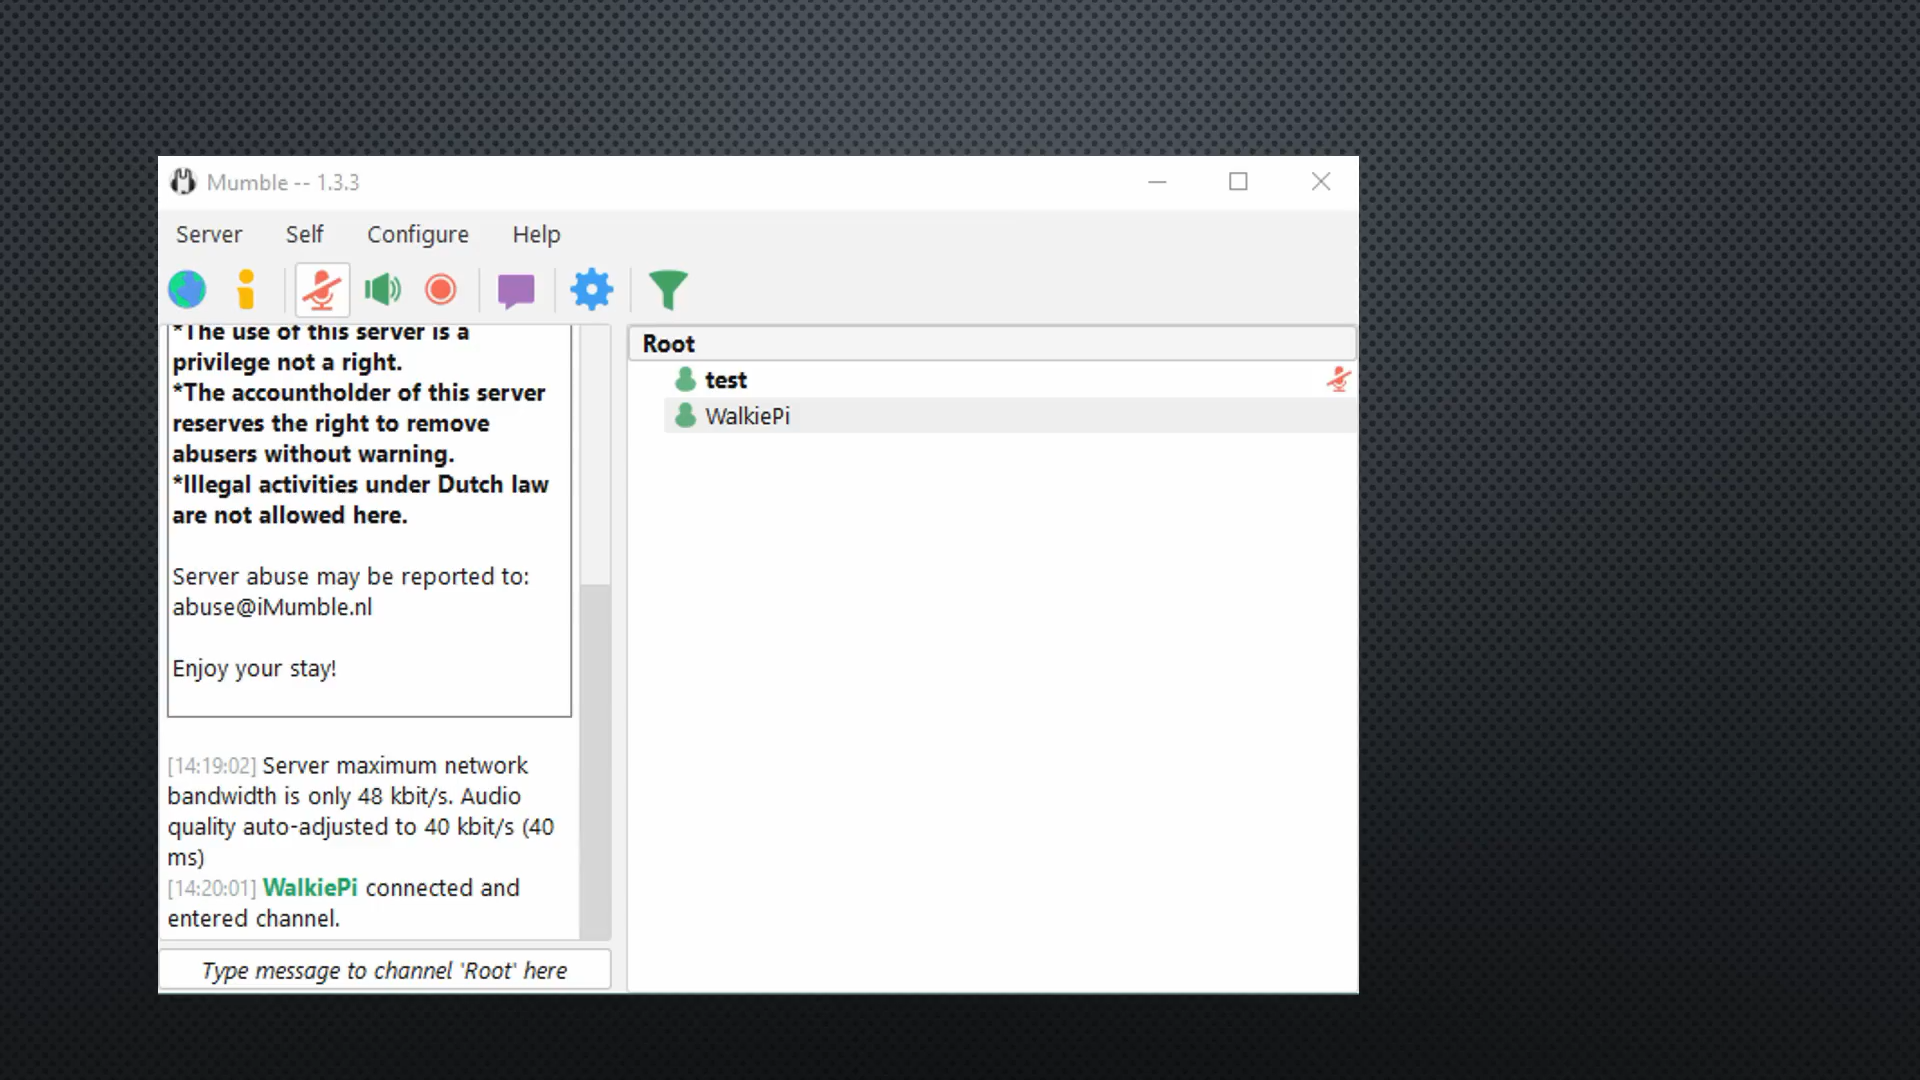 Mumble -- 1.3.3
Server Self Configure Help
*The use of this server is a
privilege not a right.
*The accountholder of this server
reserves the right to remove
abusers without warning.
*Illegal activities under Dutch law
are not allowed here.
Server abuse may be reported to:
abuse@iMumble.nl
Enjoy your stay!
[14:19:02] Server maximum network
bandwidth is only 48 kbit/s. Audio
quality auto-adjusted to 40 kbit/s (40
ms)
[14:20:01] WalkiePi connected and
entered channel.
Type message to channel 'Root' here
Root
test
WalkiePi